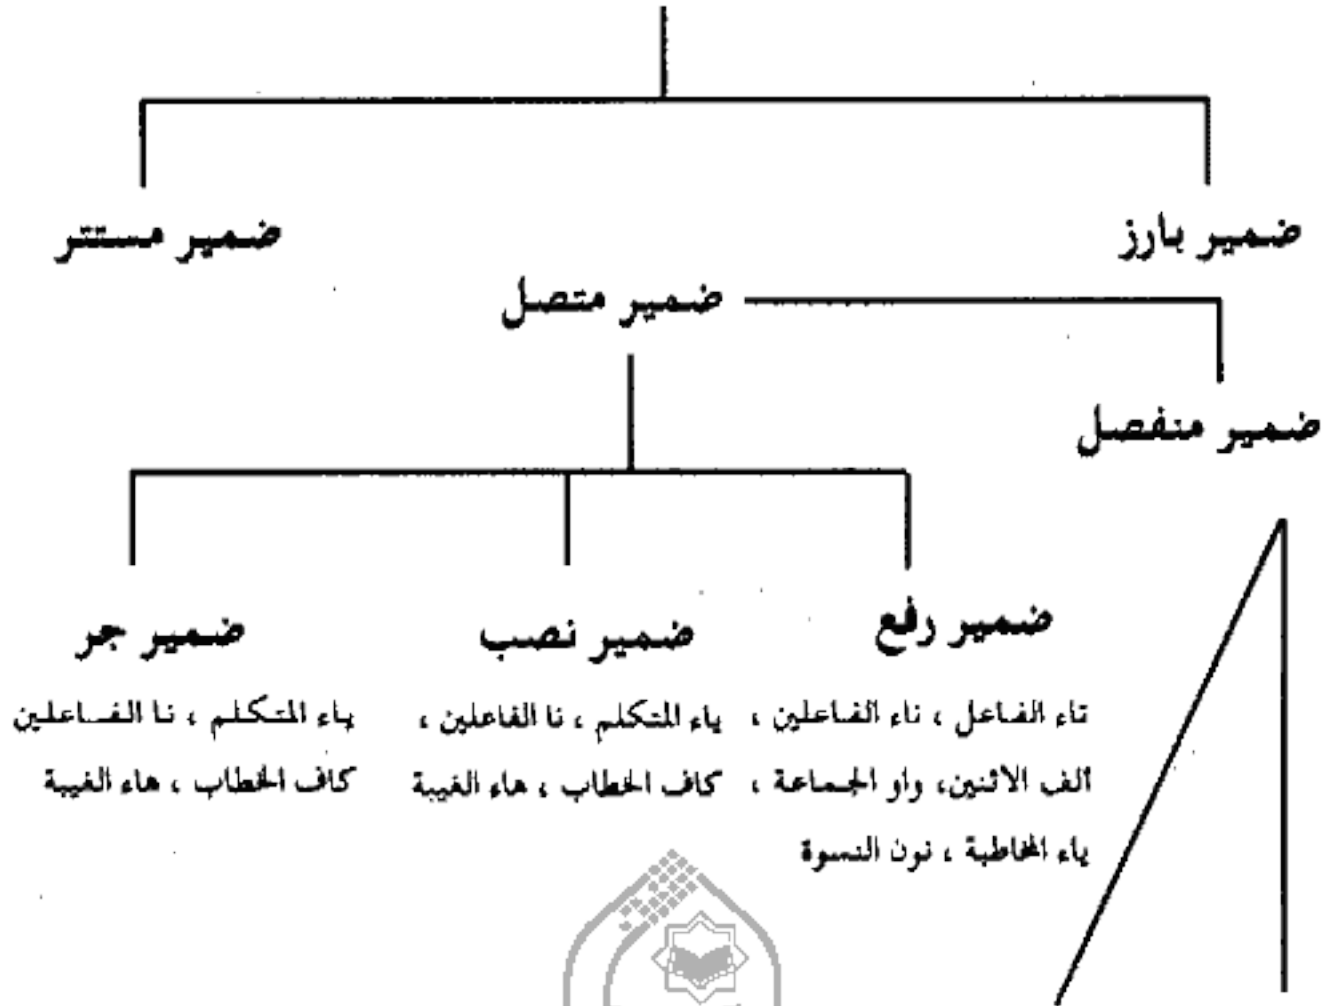 ضمير بارز
ضمير مستتر
ضمير متصل
ضمير منفصل
ضمير رفع
تاء الفاعل ، ناء الفاعلين ،
الف الاثنين، واو الجماعة ،
ياء المخاطبة ، نون النسوة
ضمير نصب
ياء المتكلم ، نا الفاعلين ،
كاف الخطاب ، هاء الغيبة
ضمير جر
ياء المتكلم ، نا الفاعلين
كاف الخطاب ، هاء الغيبة